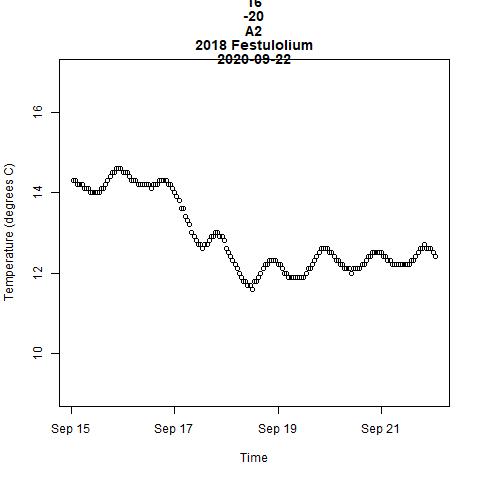 16
-20
A2
2018 Festulolium
2020-09-22
Temperature (degrees C)
16
14
12
10
Sep 15
Sep 17
Sep 19
Sep 21
Time